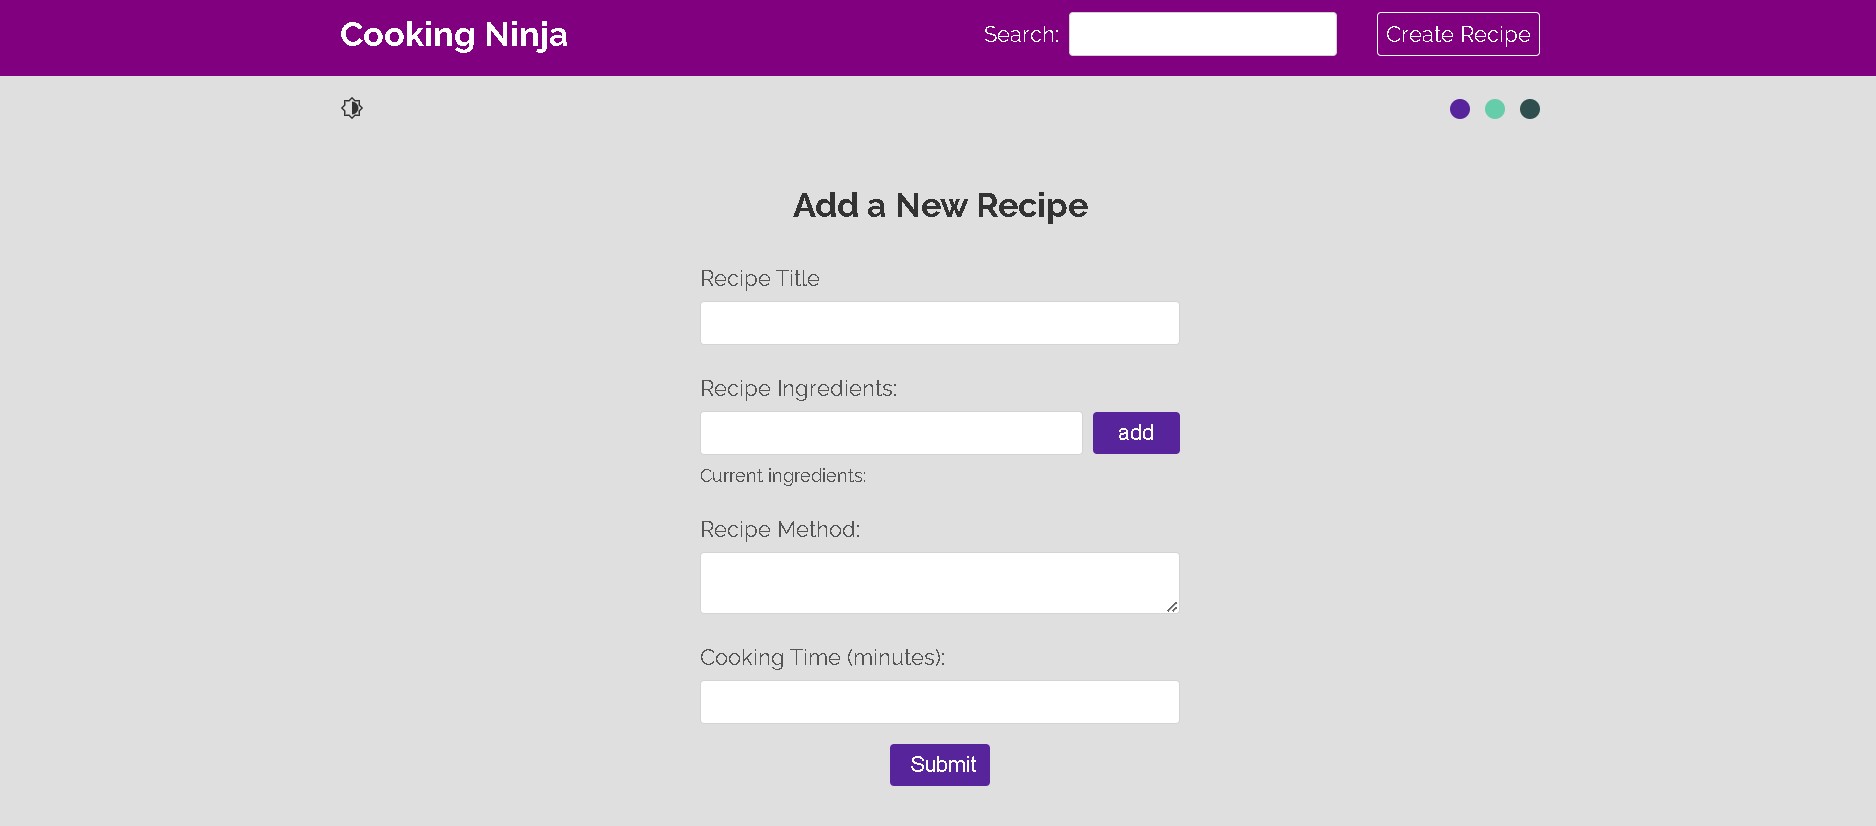 Cooking Ninja
Search:
Create Recipe
Add a New Recipe
Recipe Title
Recipe Ingredients:
add
Current ingredients:
Recipe Method:
Cooking Time (minutes):
Submit